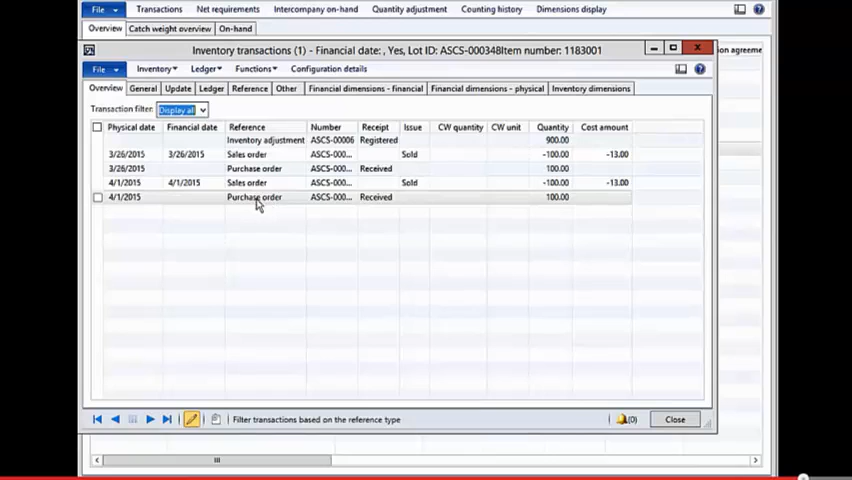 File Transactions Net requirements Intercompany on-hand Quantity adjustment Counting history Dimensions display
Overview Catch weight overview On-hand
Inventory transactions (1) - Financial date: , Yes, Lot ID: ASCS-000348Item number: 1183001
File Inventory Ledger Functions Configuration details
Overview General Update Ledger Reference Other Financial dimensions - financial Financial dimensions - physical Inventory dimensions
ion agreeme
Transaction filter: Display all
Physical date Financial date Reference Number Receipt Issue CW quantity CW unit Quantity Cost amount
Inventory adjustment ASCS-00006 Registered 900.00
3/26/2015 3/26/2015 Sales order ASCS-000... Sold -100.00 -13.00
3/26/2015 Purchase order ASCS-000... Received 100.00
4/1/2015 4/1/2015 Sales order ASCS-000... Sold -100.00 -13.00
4/1/2015 Purchase order ASCS-000... Received 100.00
Filter transactions based on the reference type (0) Close